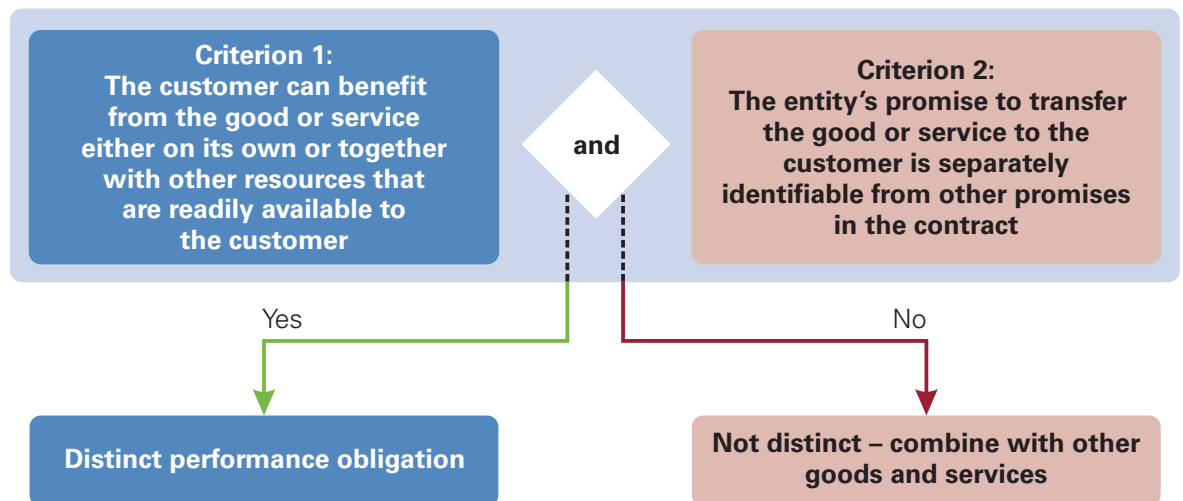 Criterion 1:
The customer can benefit
from the good or service
either on its own or together
with other resources that
are readily available to
the customer
and
Criterion 2:
The entity’s promise to transfer
the good or service to the
customer is separately
identifiable from other promises
in the contract
Yes
No
Distinct performance obligation
Not distinct – combine with other
goods and services